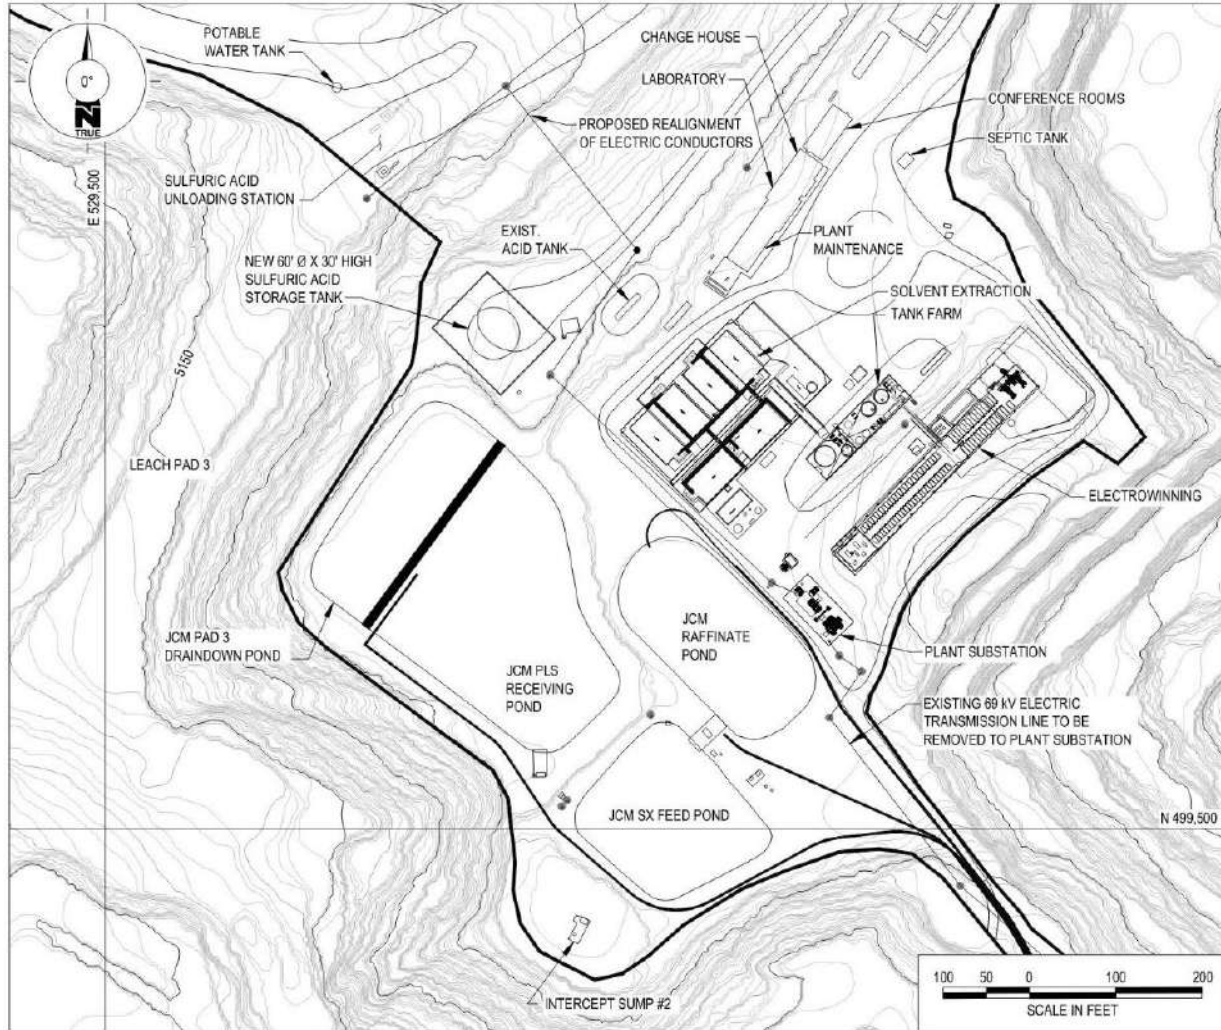 POTABLE
WATER TANK
CHANGE HOUSE
LABORATORY
CONFERENCE ROOMS
0°
N
TRUE
PROPOSED REALIGNMENT
OF ELECTRIC CONDUCTORS
SEPTIC TANK
E 529,500
SULFURIC ACID
UNLOADING STATION
EXIST.
ACID TANK
PLANT
MAINTENANCE
NEW 60' Ø X 30' HIGH
SULFURIC ACID
STORAGE TANK
SOLVENT EXTRACTION
TANK FARM
5150
LEACH PAD 3
ELECTROWINNING
JCM PAD 3
DRAINDOWN POND
JCM
RAFFINATE
POND
PLANT SUBSTATION
JCM PLS
RECEIVING
POND
EXISTING 69 kV ELECTRIC
TRANSMISSION LINE TO BE
REMOVED TO PLANT SUBSTATION
JCM SX FEED POND
N 499,500
INTERCEPT SUMP #2
100 50 0 100 200
SCALE IN FEET